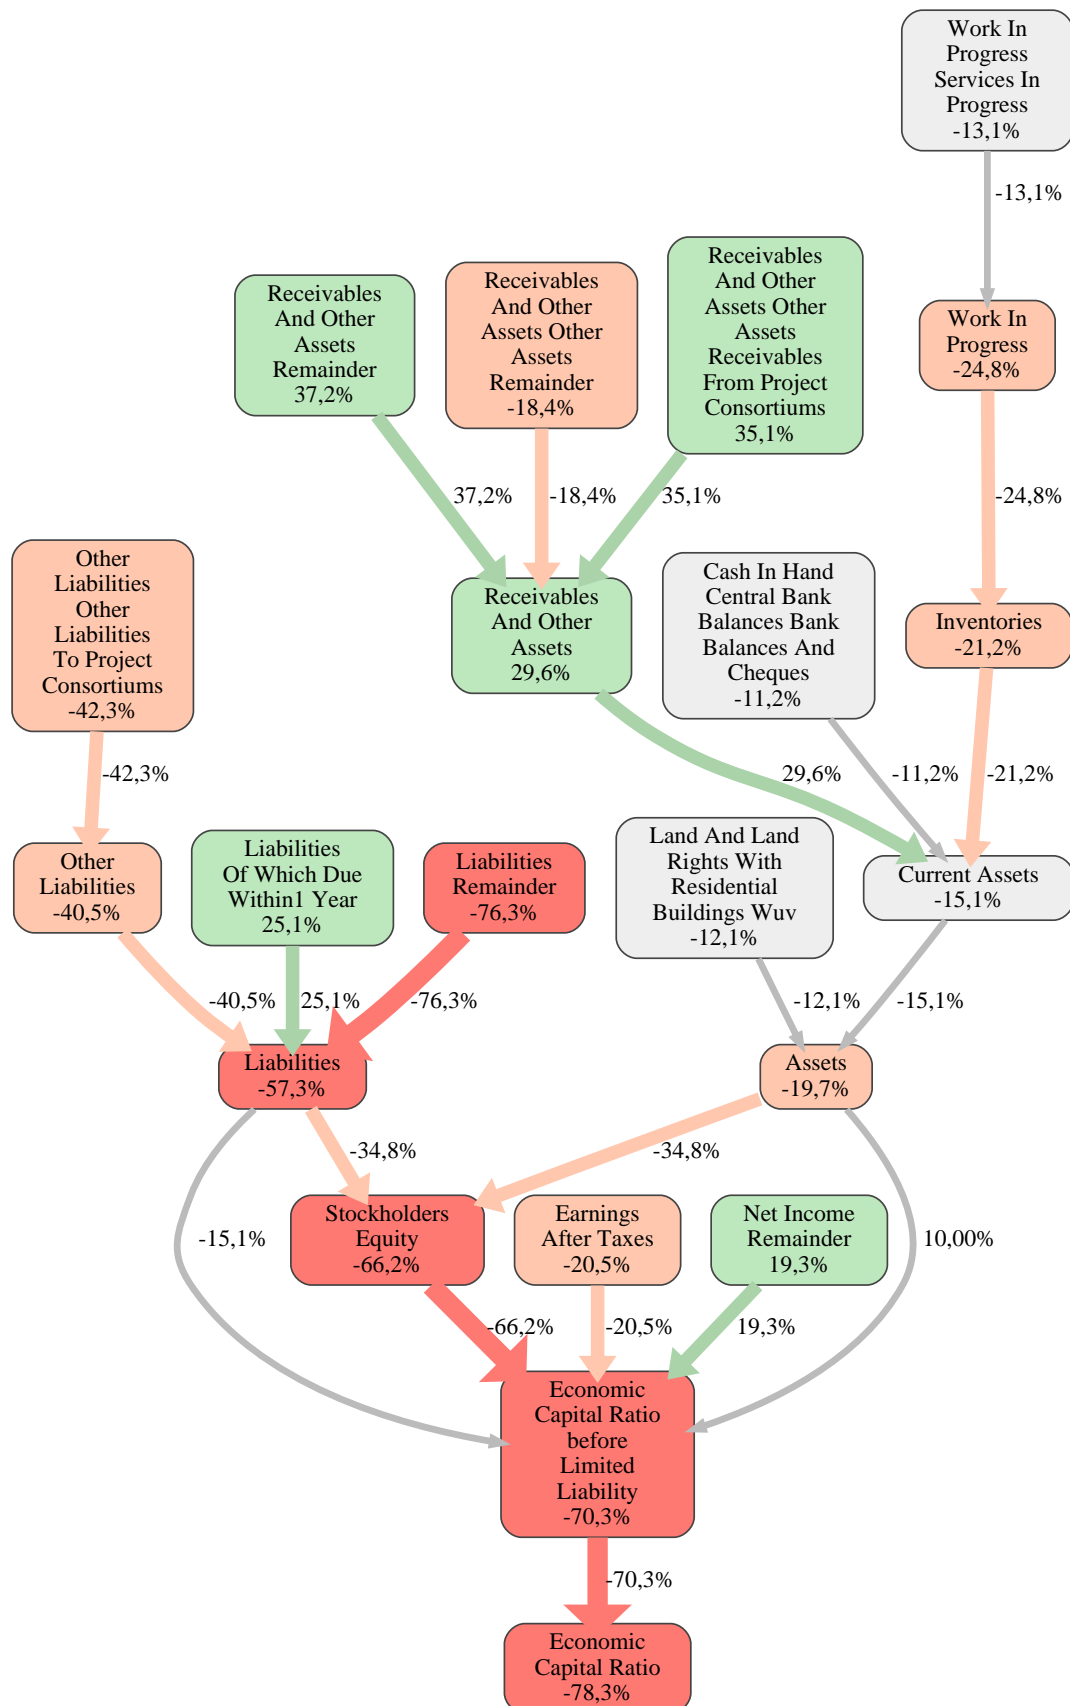 Work In
Progress
Services In
Progress
-13,1%
-13,1%
Receivables
And Other
Assets
Remainder
37,2%
Receivables
And Other
Assets Other
Assets
Remainder
-18,4%
Receivables
And Other
Assets Other
Assets
Receivables
From Project
Consortiums
35,1%
Work In
Progress
-24,8%
37,2%
-18,4%
35,1%
-24,8%
Other
Liabilities
Other
Liabilities
To Project
Consortiums
-42,3%
Receivables
And Other
Assets
29,6%
Cash In Hand
Central Bank
Balances Bank
Balances And
Cheques
-11,2%
Inventories
-21,2%
-42,3%
29,6%
-11,2%
-21,2%
Other
Liabilities
-40,5%
Liabilities
Of Which Due
Within1 Year
25,1%
Liabilities
Remainder
-76,3%
Land And Land
Rights With
Residential
Buildings Wuv
-12,1%
Current Assets
-15,1%
-40,5%
25,1%
-76,3%
-12,1%
-15,1%
Liabilities
-57,3%
Assets
-19,7%
-34,8%
-34,8%
-15,1%
Stockholders
Equity
-66,2%
Earnings
After Taxes
-20,5%
Net Income
Remainder
19,3%
10,00%
-66,2%
-20,5%
19,3%
Economic
Capital Ratio
before
Limited
Liability
-70,3%
-70,3%
Economic
Capital Ratio
-78,3%